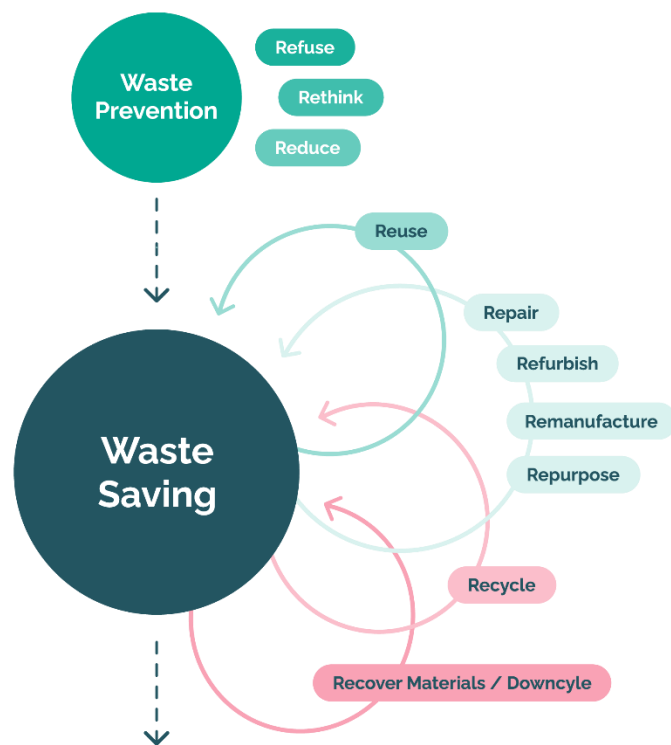 Waste
Prevention
Refuse
Rethink
Reduce
Reuse
Repair
Refurbish
Remanufacture
Repurpose
Waste
Saving
Recycle
Recover Materials / Downcyle